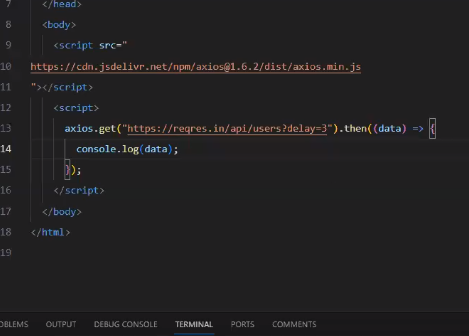 7 </head>
8 <body>
9 <script src="
10 https://cdn.jsdelivr.net/npm/axios@1.6.2/dist/axios.min.js
11 "></script>
12 <script>
13 axios.get("https://reqres.in/api/users?delay=3").then((data) => {
14 console.log(data);
15 });
16 </script>
17 </body>
18 </html>
19
OBLEMS OUTPUT DEBUG CONSOLE TERMINAL PORTS COMMENTS